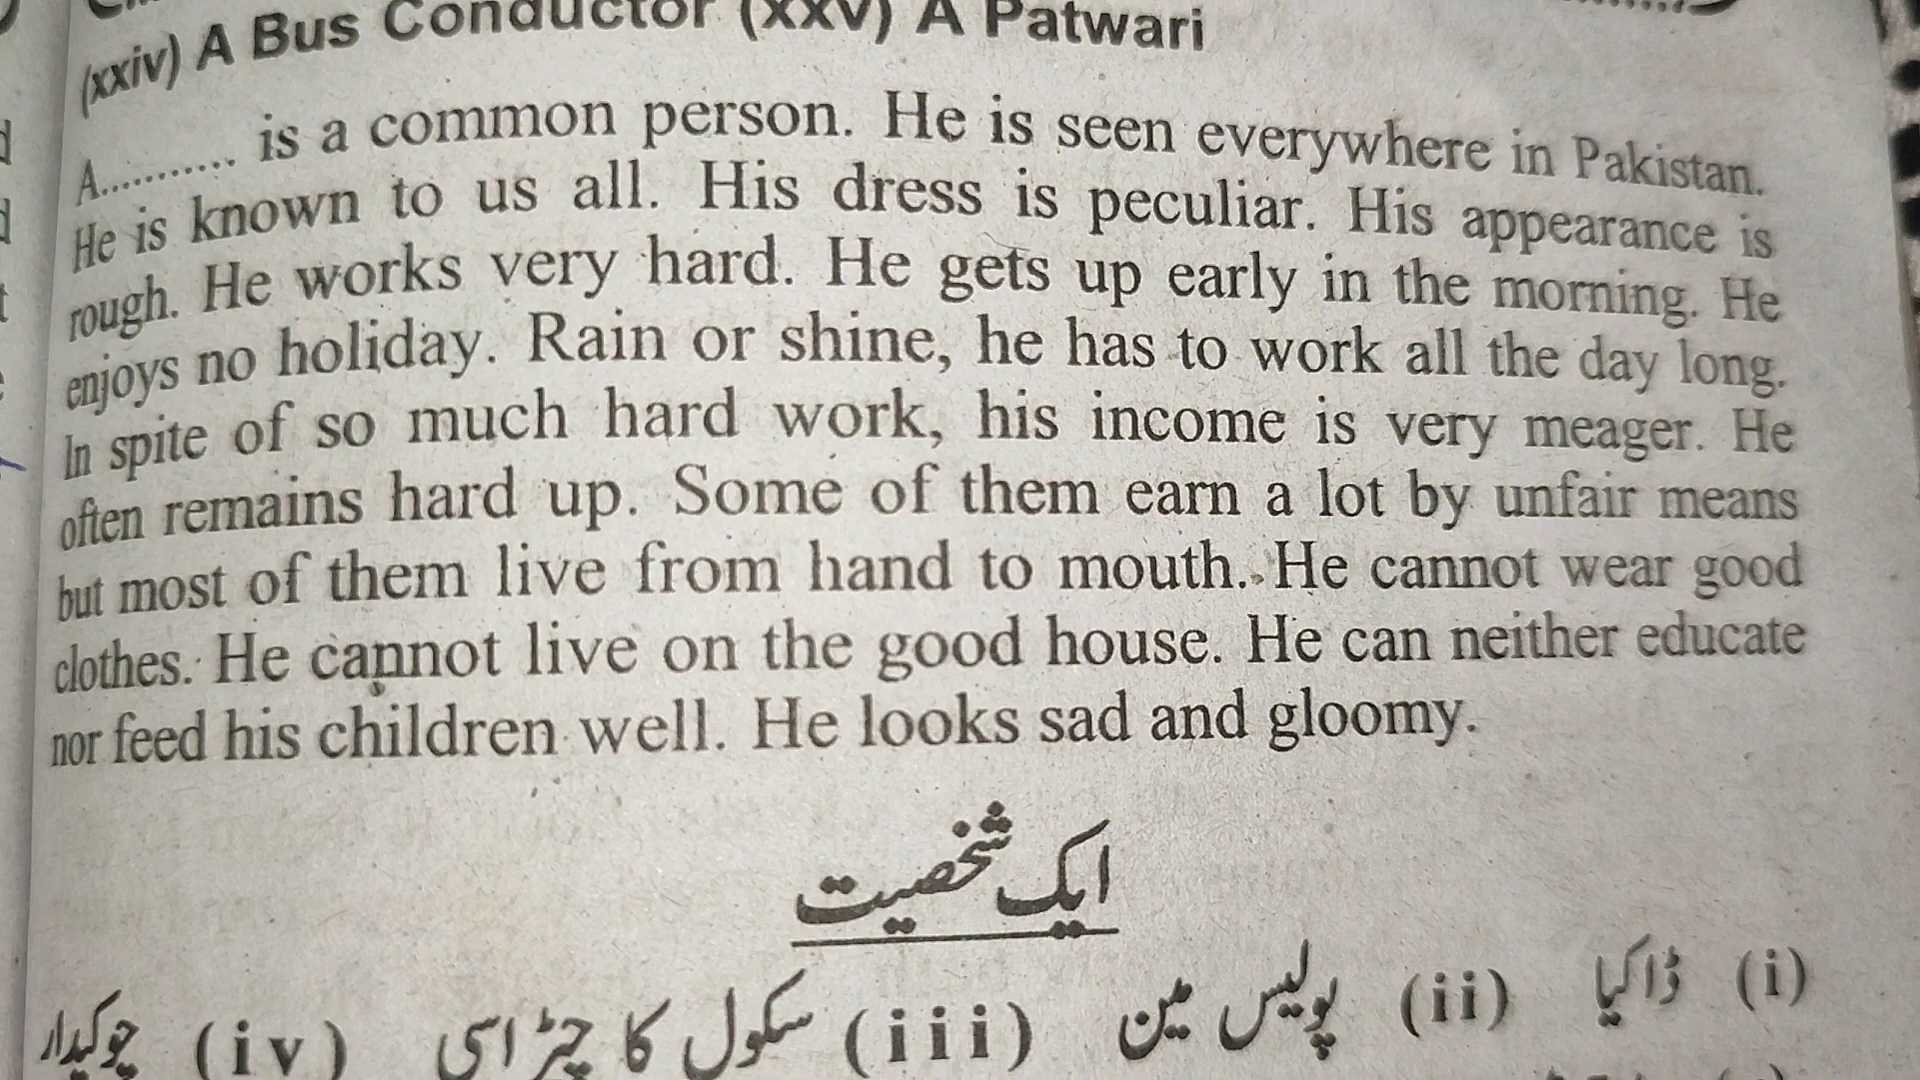 (xxiv) A Bus Conductor (xxv) A Patwari
A.......... is a common person. He is seen everywhere in Pakistan.
He is known to us all. His dress is peculiar. His appearance is
rough. He works very hard. He gets up early in the morning. He
enjoys no holiday. Rain or shine, he has to work all the day long.
In spite of so much hard work, his income is very meager. He
often remains hard up. Some of them earn a lot by unfair means
but most of them live from hand to mouth. He cannot wear good
clothes. He cannot live on the good house. He can neither educate
nor feed his children well. He looks sad and gloomy.
ایک شخصیت
(i) ڈاکیا (ii) پولیس مین (iii) سکول کا چپڑاسی (iv) چوکیدار